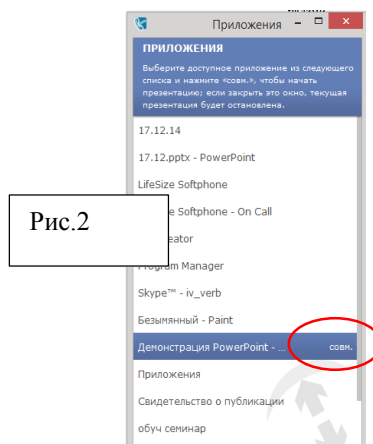 Приложения
ПРИЛОЖЕНИЯ
Выберите доступное приложение из следующего
списка и нажмите «совм.», чтобы начать
презентацию; если закрыть это окно, текущая
презентация будет остановлена.
17.12.14
17.12.pptx - PowerPoint
LifeSize Softphone
e Softphone - On Call
Рис.2
eator
Program Manager
Skype™ - iv_verb
Безымянный - Paint
Демонстрация PowerPoint - ... совм.
Приложения
Свидетельство о публикации
обуч семинар